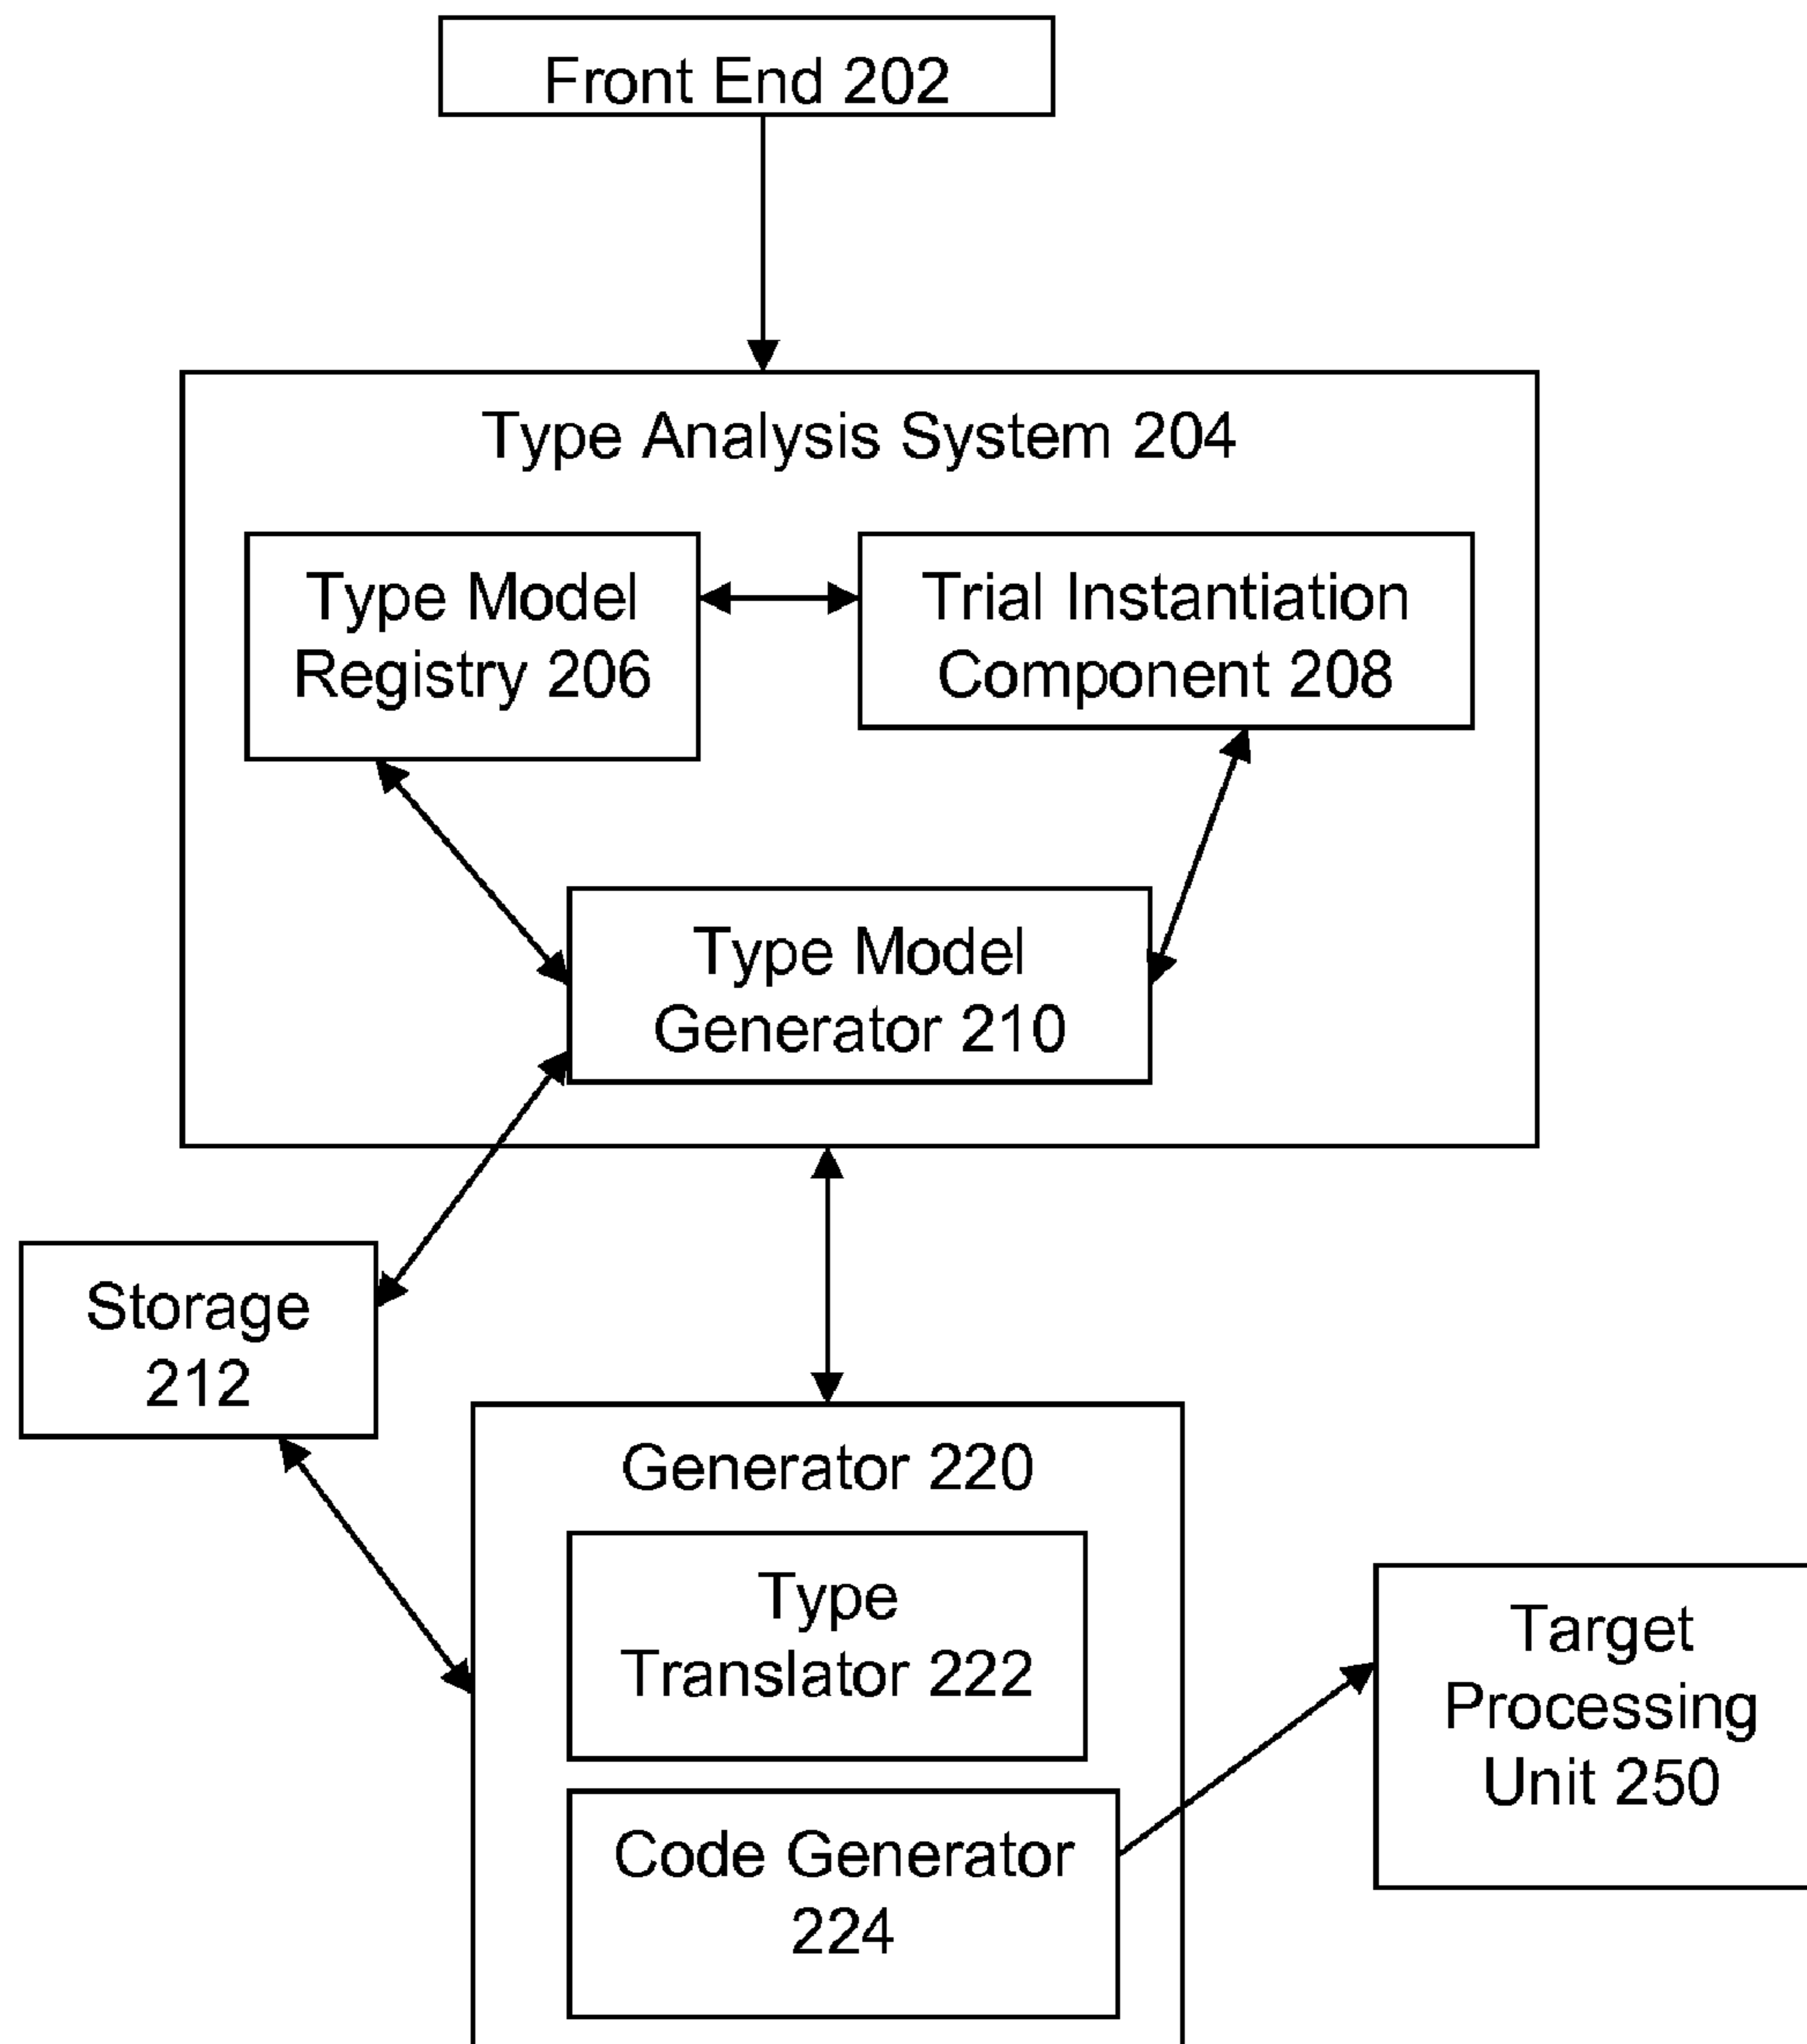 Front End 202
Type Analysis System 204
Type Model
Registry 206
Trial Instantiation
Component 208
Type Model
Generator 210
Storage
212
Generator 220
Type
Translator 222
Code Generator
224
Target
Processing
Unit 250